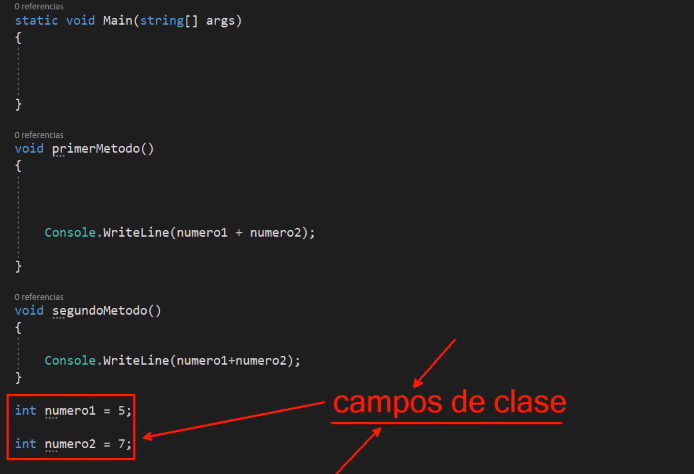 0 referencias
static void Main(string[] args)
{
}
0 referencias
void primerMetodo()
{
Console.WriteLine(numero1 + numero2);
}
0 referencias
void segundoMetodo()
{
Console.WriteLine(numero1+numero2);
}
int numero1 = 5;
campos de clase
int numero2 = 7;